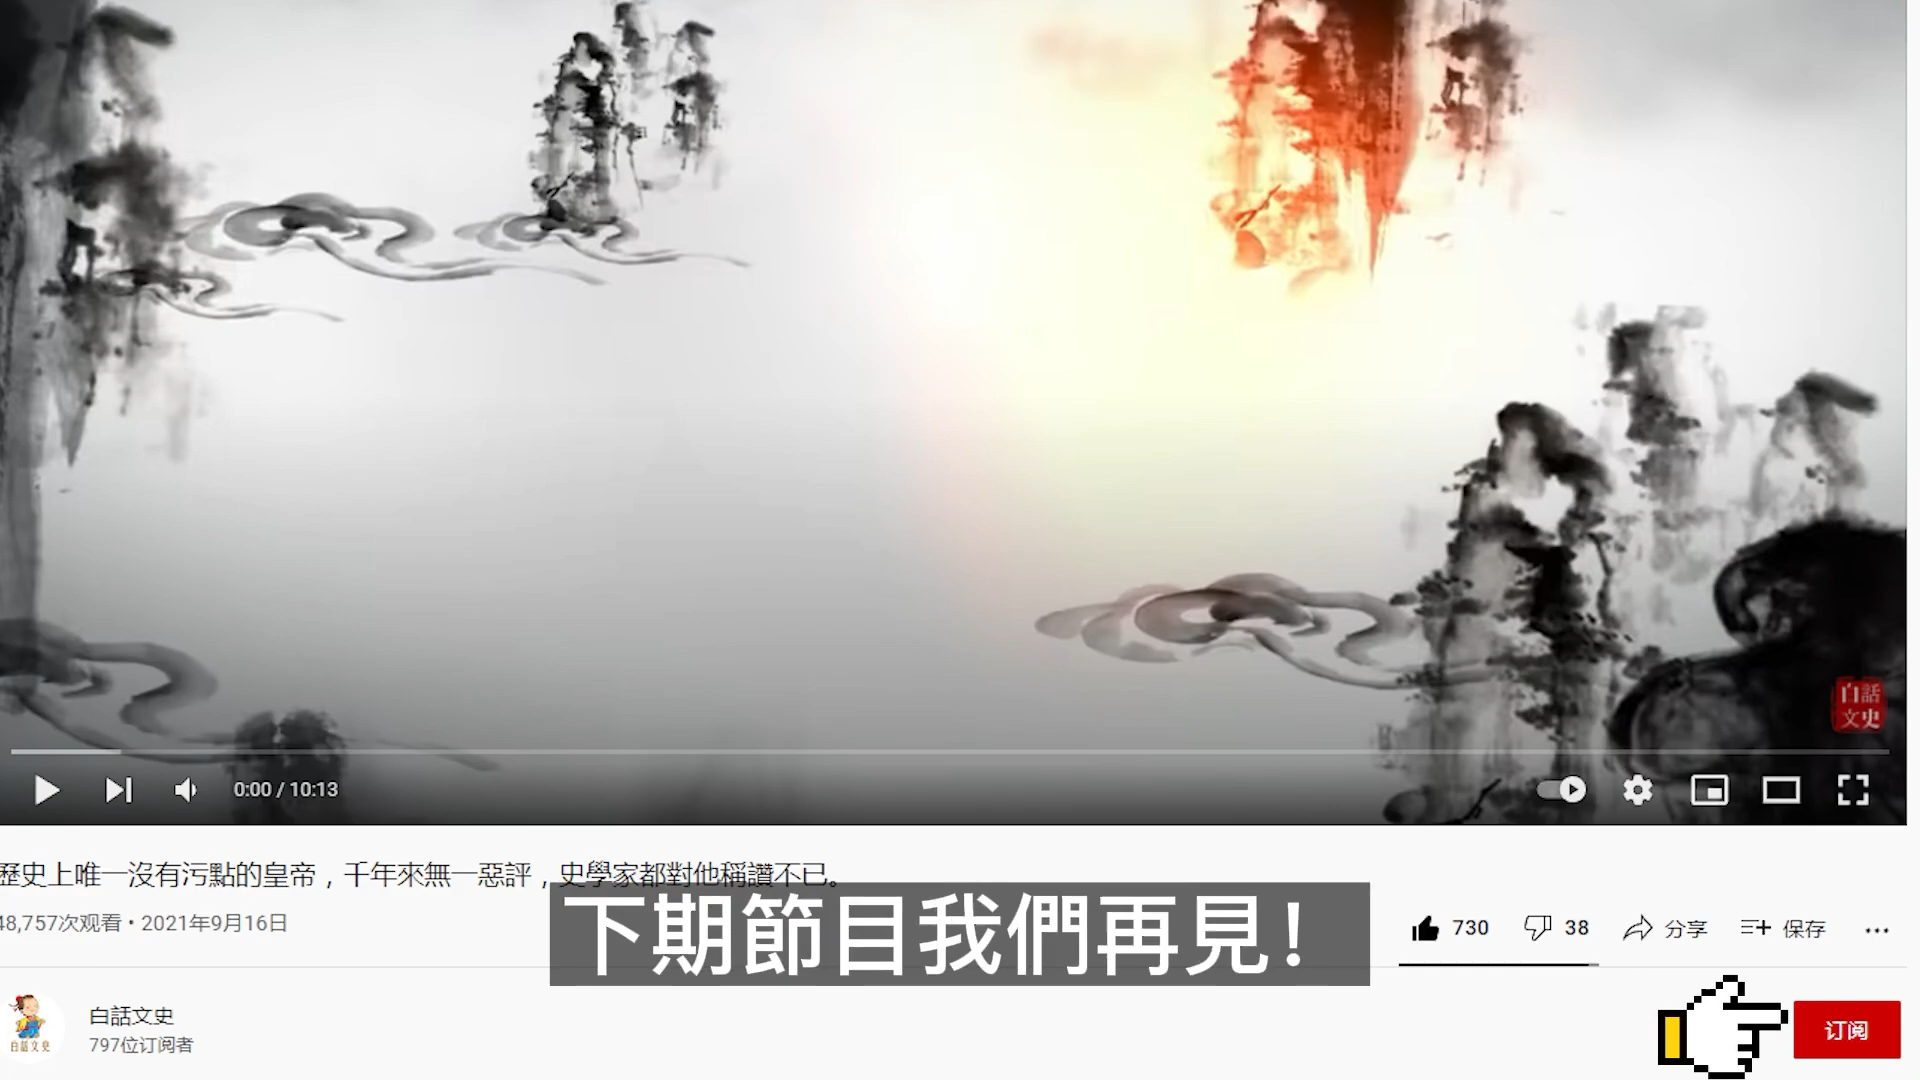 白話
文史
0:00 / 10:13
歷史上唯一沒有污點的皇帝，千年來無一惡評，史學家都對他稱讚不已。
48,757次观看 • 2021年9月16日
下期節目我們再見！
730
38
分享
保存
白話文史
白話文史
797位订阅者
订阅